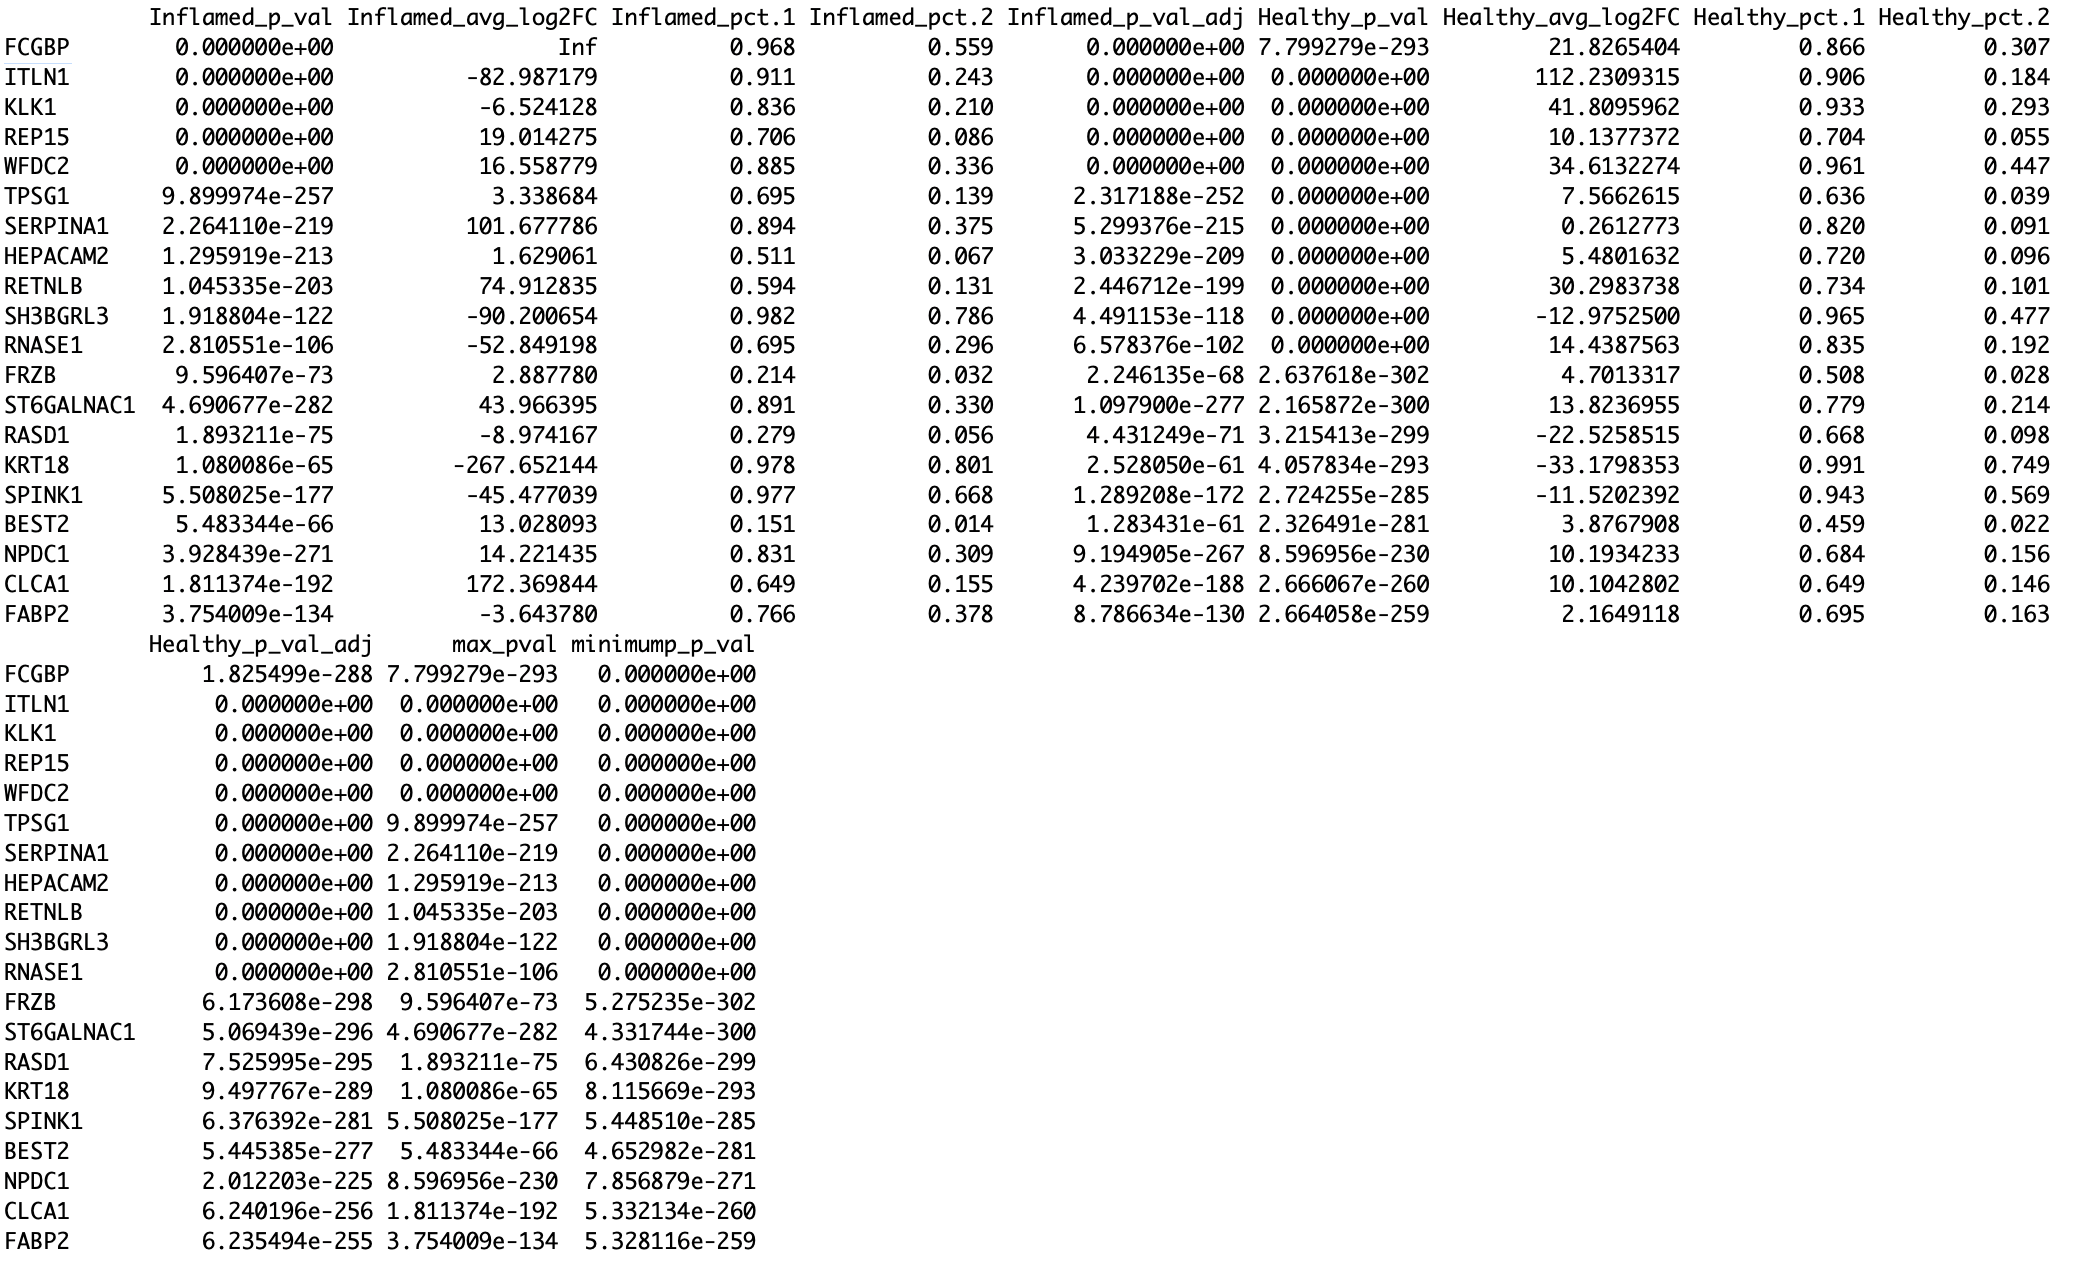 Inflamed_p_val Inflamed_avg_log2FC Inflamed_pct.1 Inflamed_pct.2 Inflamed_p_val_adj Healthy_p_val Healthy_avg_log2FC Healthy_pct.1 Healthy_pct.2
FCGBP 0.000000e+00 Inf 0.968 0.559 0.000000e+00 7.799279e-293 21.8265404 0.866 0.307
ITLN1 0.000000e+00 -82.987179 0.911 0.243 0.000000e+00 0.000000e+00 112.2309315 0.906 0.184
KLK1 0.000000e+00 -6.524128 0.836 0.210 0.000000e+00 0.000000e+00 41.8095962 0.933 0.293
REP15 0.000000e+00 19.014275 0.706 0.086 0.000000e+00 0.000000e+00 10.1377372 0.704 0.055
WFDC2 0.000000e+00 16.558779 0.885 0.336 0.000000e+00 0.000000e+00 34.6132274 0.961 0.447
TPSG1 9.899974e-257 3.338684 0.695 0.139 2.317188e-252 0.000000e+00 7.5662615 0.636 0.039
SERPINA1 2.264110e-219 101.677786 0.894 0.375 5.299376e-215 0.000000e+00 0.2612773 0.820 0.091
HEPACAM2 1.295919e-213 1.629061 0.511 0.067 3.033229e-209 0.000000e+00 5.4801632 0.720 0.096
RETNLB 1.045335e-203 74.912835 0.594 0.131 2.446712e-199 0.000000e+00 30.2983738 0.734 0.101
SH3BGRL3 1.918804e-122 -90.200654 0.982 0.786 4.491153e-118 0.000000e+00 -12.9752500 0.965 0.477
RNASE1 2.810551e-106 -52.849198 0.695 0.296 6.578376e-102 0.000000e+00 14.4387563 0.835 0.192
FRZB 9.596407e-73 2.887780 0.214 0.032 2.246135e-68 2.637618e-302 4.7013317 0.508 0.028
ST6GALNAC1 4.690677e-282 43.966395 0.891 0.330 1.097900e-277 2.165872e-300 13.8236955 0.779 0.214
RASD1 1.893211e-75 -8.974167 0.279 0.056 4.431249e-71 3.215413e-299 -22.5258515 0.668 0.098
KRT18 1.080086e-65 -267.652144 0.978 0.801 2.528050e-61 4.057834e-293 -33.1798353 0.991 0.749
SPINK1 5.508025e-177 -45.477039 0.977 0.668 1.289208e-172 2.724255e-285 -11.5202392 0.943 0.569
BEST2 5.483344e-66 13.028093 0.151 0.014 1.283431e-61 2.326491e-281 3.8767908 0.459 0.022
NPDC1 3.928439e-271 14.221435 0.831 0.309 9.194905e-267 8.596956e-230 10.1934233 0.684 0.156
CLCA1 1.811374e-192 172.369844 0.649 0.155 4.239702e-188 2.666067e-260 10.1042802 0.649 0.146
FABP2 3.754009e-134 -3.643780 0.766 0.378 8.786634e-130 2.664058e-259 2.1649118 0.695 0.163
Healthy_p_val_adj max_pval minimump_p_val
FCGBP 1.825499e-288 7.799279e-293 0.000000e+00
ITLN1 0.000000e+00 0.000000e+00 0.000000e+00
KLK1 0.000000e+00 0.000000e+00 0.000000e+00
REP15 0.000000e+00 0.000000e+00 0.000000e+00
WFDC2 0.000000e+00 0.000000e+00 0.000000e+00
TPSG1 0.000000e+00 9.899974e-257 0.000000e+00
SERPINA1 0.000000e+00 2.264110e-219 0.000000e+00
HEPACAM2 0.000000e+00 1.295919e-213 0.000000e+00
RETNLB 0.000000e+00 1.045335e-203 0.000000e+00
SH3BGRL3 0.000000e+00 1.918804e-122 0.000000e+00
RNASE1 0.000000e+00 2.810551e-106 0.000000e+00
FRZB 6.173608e-298 9.596407e-73 5.275235e-302
ST6GALNAC1 5.069439e-296 4.690677e-282 4.331744e-300
RASD1 7.525995e-295 1.893211e-75 6.430826e-299
KRT18 9.497767e-289 1.080086e-65 8.115669e-293
SPINK1 6.376392e-281 5.508025e-177 5.448510e-285
BEST2 5.445385e-277 5.483344e-66 4.652982e-281
NPDC1 2.012203e-225 8.596956e-230 7.856879e-271
CLCA1 6.240196e-256 1.811374e-192 5.332134e-260
FABP2 6.235494e-255 3.754009e-134 5.328116e-259